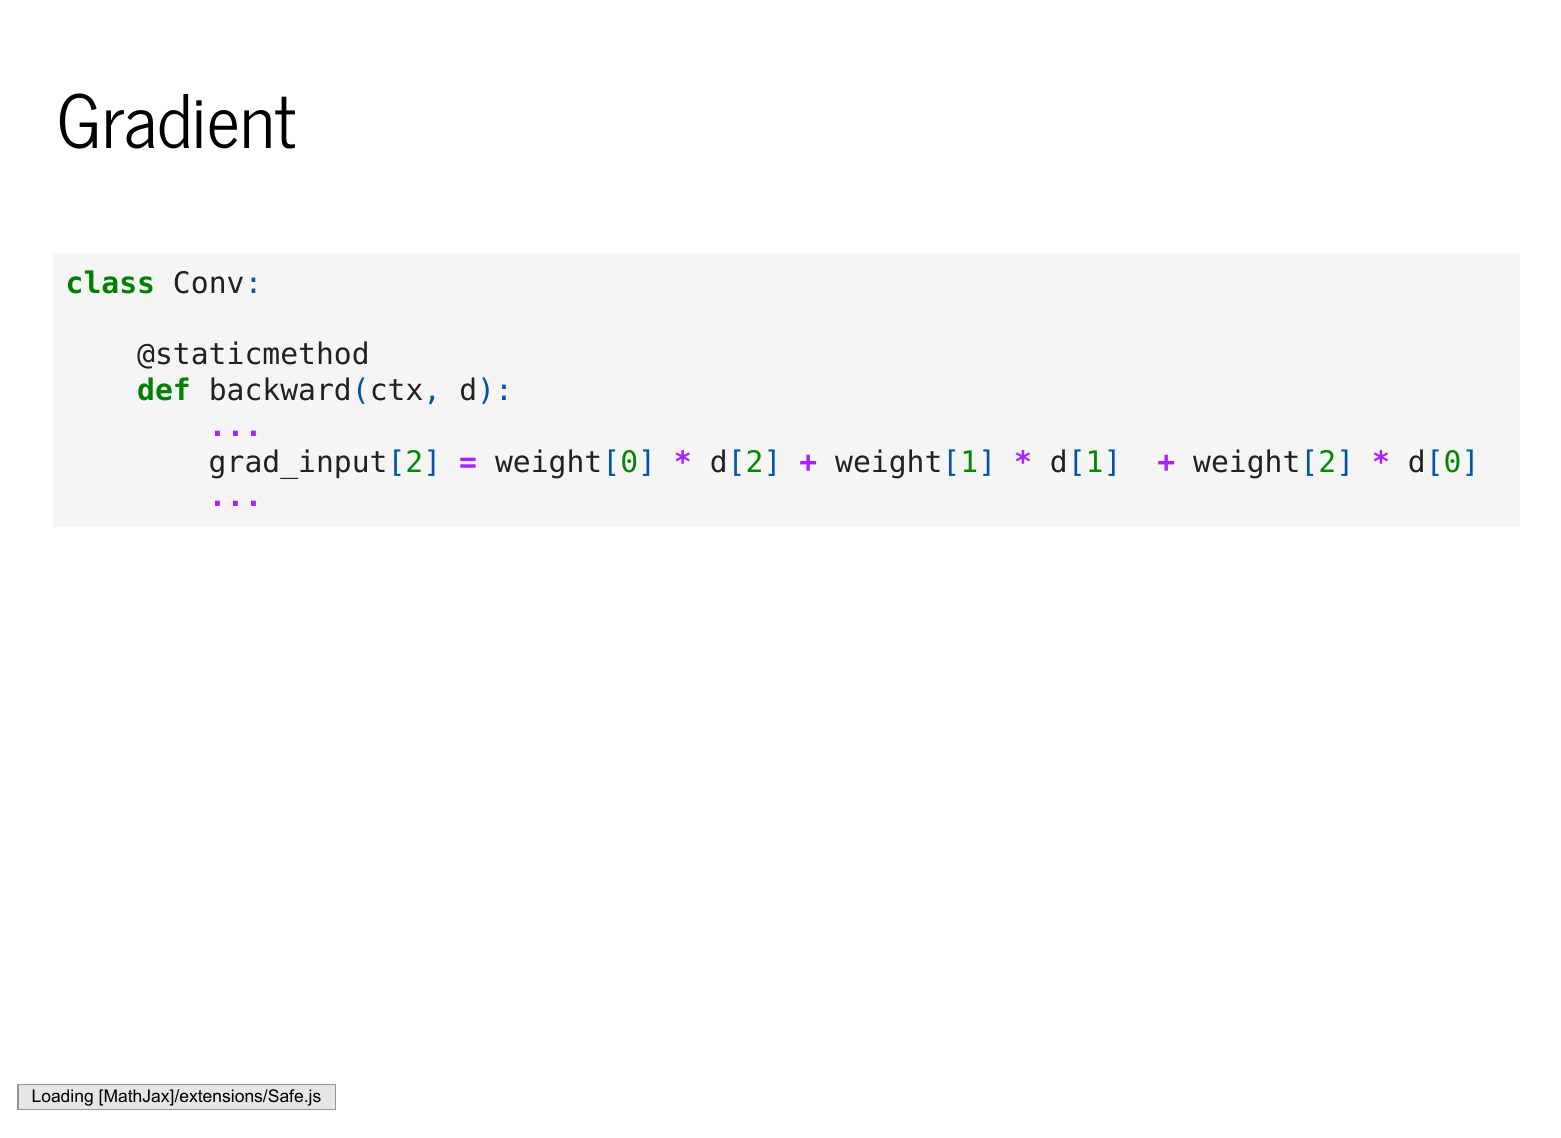 Gradient
class Conv:
@staticmethod
def backward(ctx, d):
...
grad_input[2] = weight[0] * d[2] + weight[1] * d[1]  + weight[2] * d[0]
...
Loading [MathJax]/extensions/Safe.js